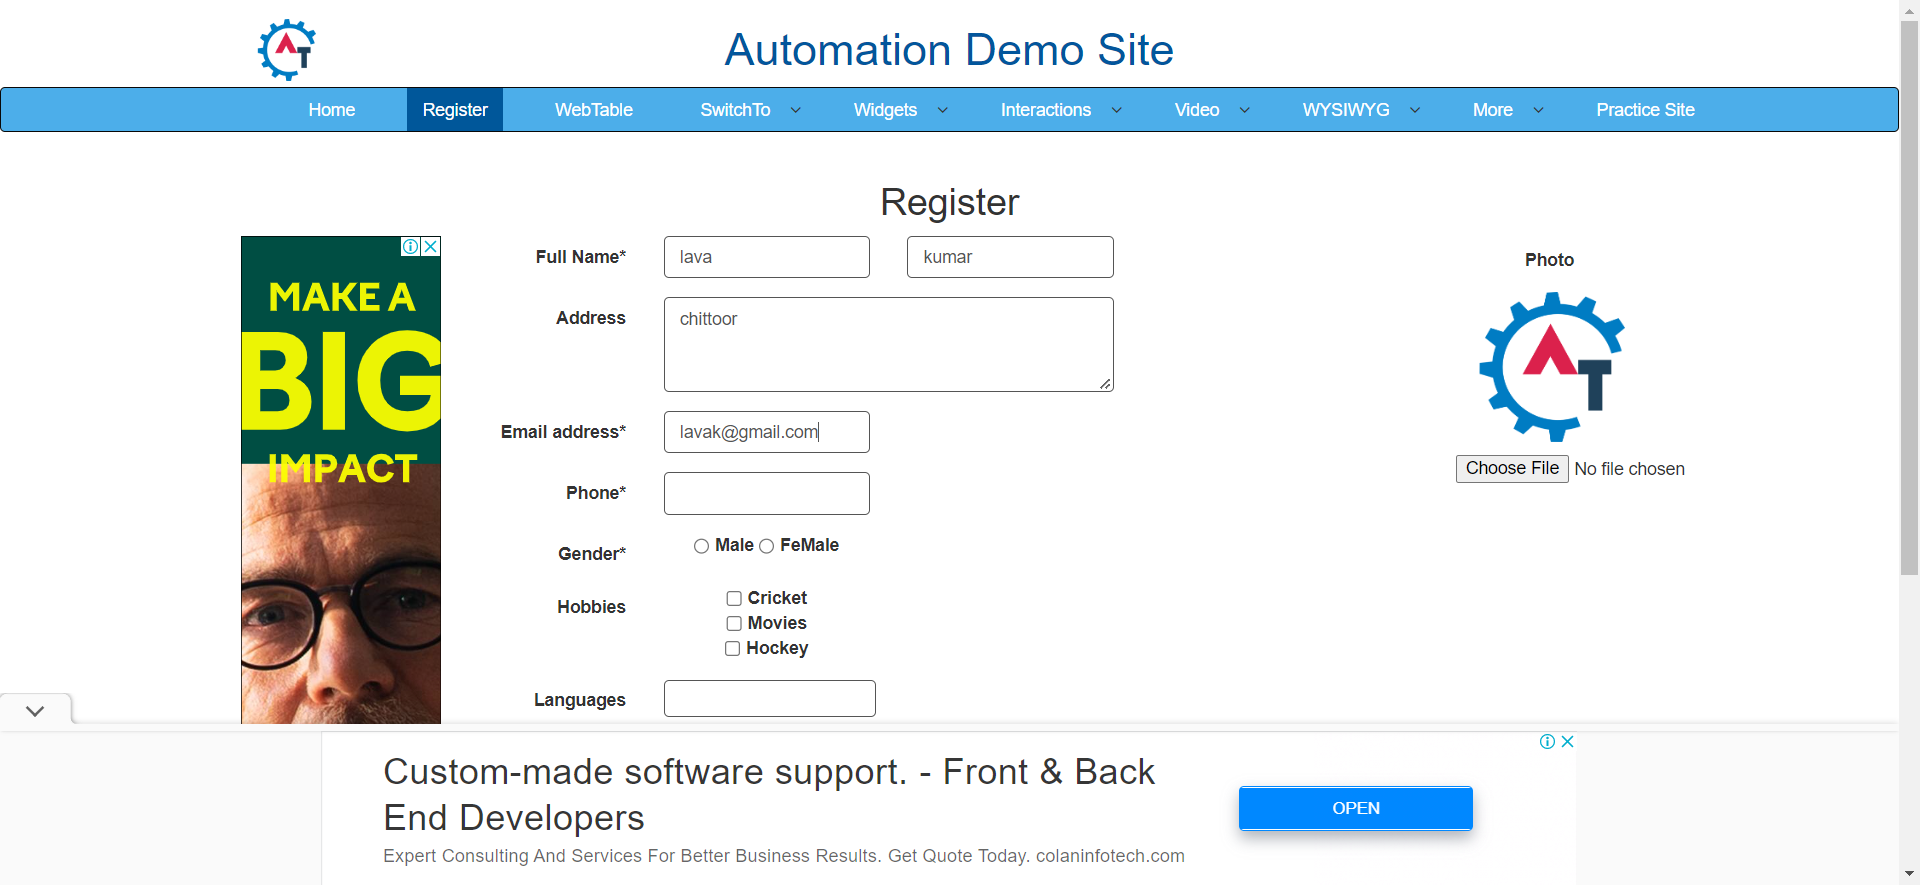 AT
Automation Demo Site
Home Register WebTable SwitchTo Widgets Interactions Video WYSIWYG More Practice Site
Register
MAKE A
BIG
IMPACT
Full Name* lava kumar
Address chittoor
Email address* lavak@gmail.com
Phone*
Gender* Male FeMale
Hobbies
Cricket
Movies
Hockey
Languages
Photo
AT
Choose File No file chosen
Custom-made software support. - Front & Back
End Developers
Expert Consulting And Services For Better Business Results. Get Quote Today. colaninfotech.com
OPEN